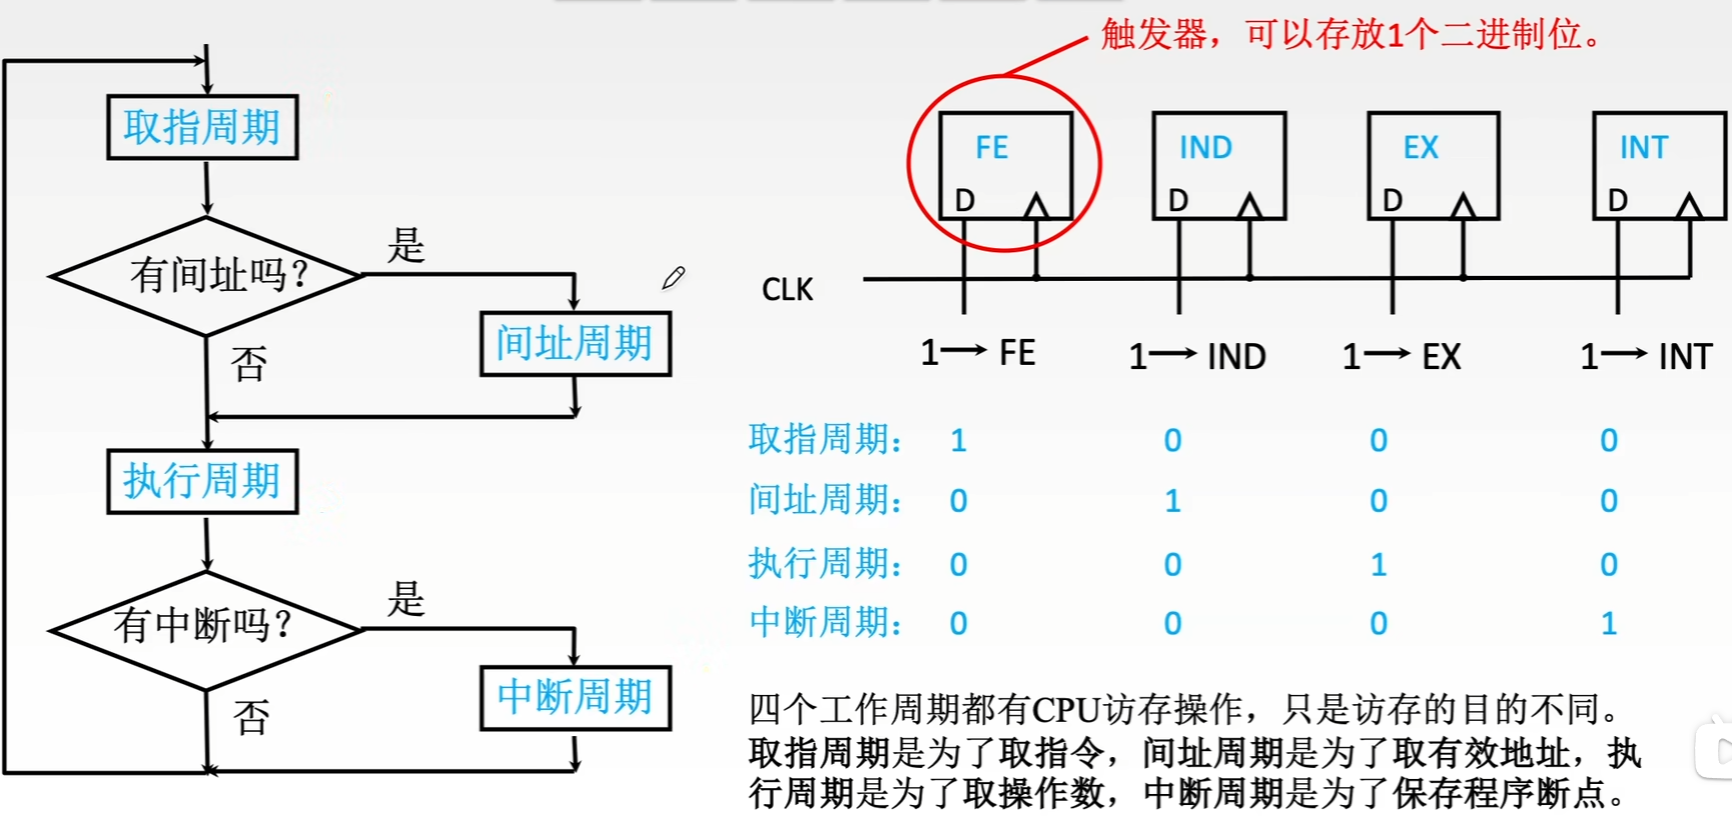 取指周期
有间址吗？
是
间址周期
否
执行周期
有中断吗？
是
中断周期
否
触发器，可以存放1个二进制位。
FE IND EX INT
D D D D
CLK
1→ FE 1→ IND 1→ EX 1→ INT
取指周期： 1 0 0 0
间址周期： 0 1 0 0
执行周期： 0 0 1 0
中断周期： 0 0 0 1
四个工作周期都有CPU访存操作，只是访存的目的不同。
取指周期是为了取指令，间址周期是为了取有效地址，执
行周期是为了取操作数，中断周期是为了保存程序断点。